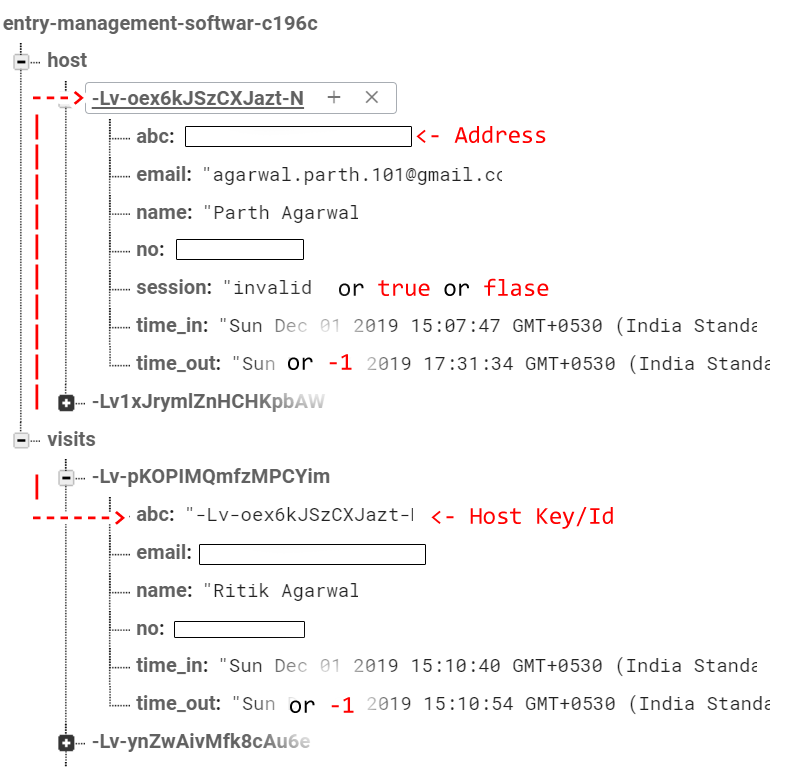 entry-management-softwar-c196c
host
-Lv-oex6kJSzCXJazt-N + ×
abc: <- Address
email: "agarwal.parth.101@gmail.cc
name: "Parth Agarwal
no:
session: "invalid or true or flase
time_in: "Sun Dec 01 2019 15:07:47 GMT+0530 (India Standa
time_out: "Sun or -1 2019 17:31:34 GMT+0530 (India Standa
-Lv1xJrymlZnHCHKpbAW
visits
-Lv-pKOPIMQmfzMPCYim
abc: "-Lv-oex6kJSzCXJazt-N <- Host Key/Id
email:
name: "Ritik Agarwal
no:
time_in: "Sun Dec 01 2019 15:10:40 GMT+0530 (India Standa
time_out: "Sun or -1 2019 15:10:54 GMT+0530 (India Standa
-Lv-ynZwAivMfk8cAu6e